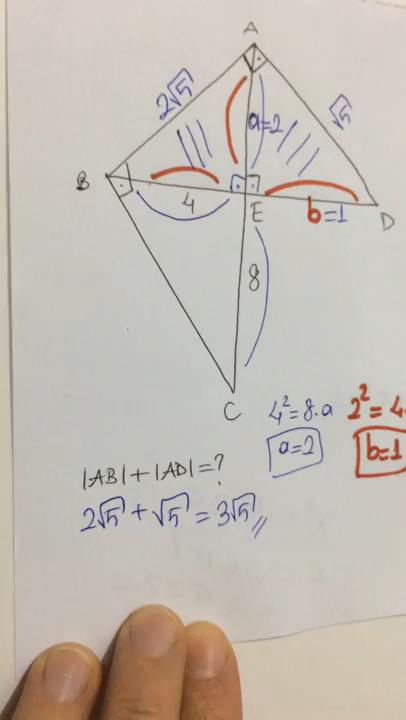 A
2√5
a=2
√5
B
4
E
b=1
D
8
C
4²=8.a 2²=4.
a=2 b=1
|AB|+|AD|=?
2√5+√5=3√5//